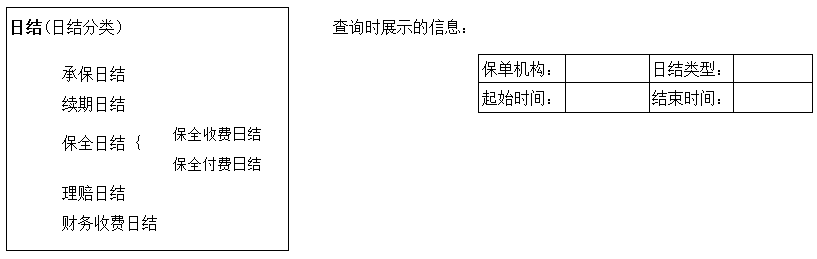 日结(日结分类)
承保日结
续期日结
保全日结 {
保全收费日结
保全付费日结
理赔日结
财务收费日结
查询时展示的信息：
保单机构： 日结类型：
起始时间： 结束时间：